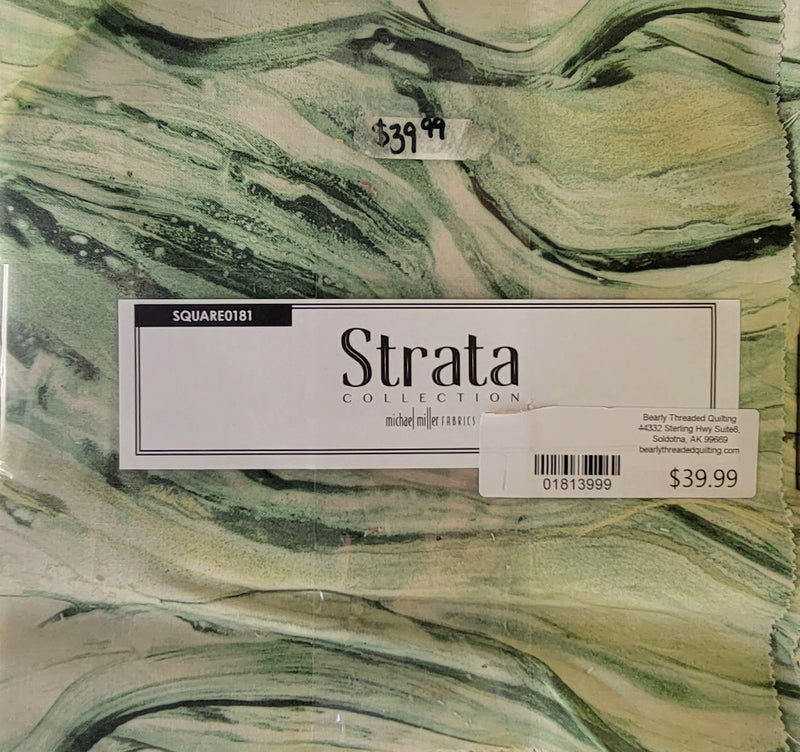 $39.99
SQUARE0181
Strata
COLLECTION
michael miller FABRICS
Bearly Threaded Quilting
44332 Sterling Hwy Suite8,
Soldotna, AK 99669
bearlythreadedquilting.com
01813999
$39.99